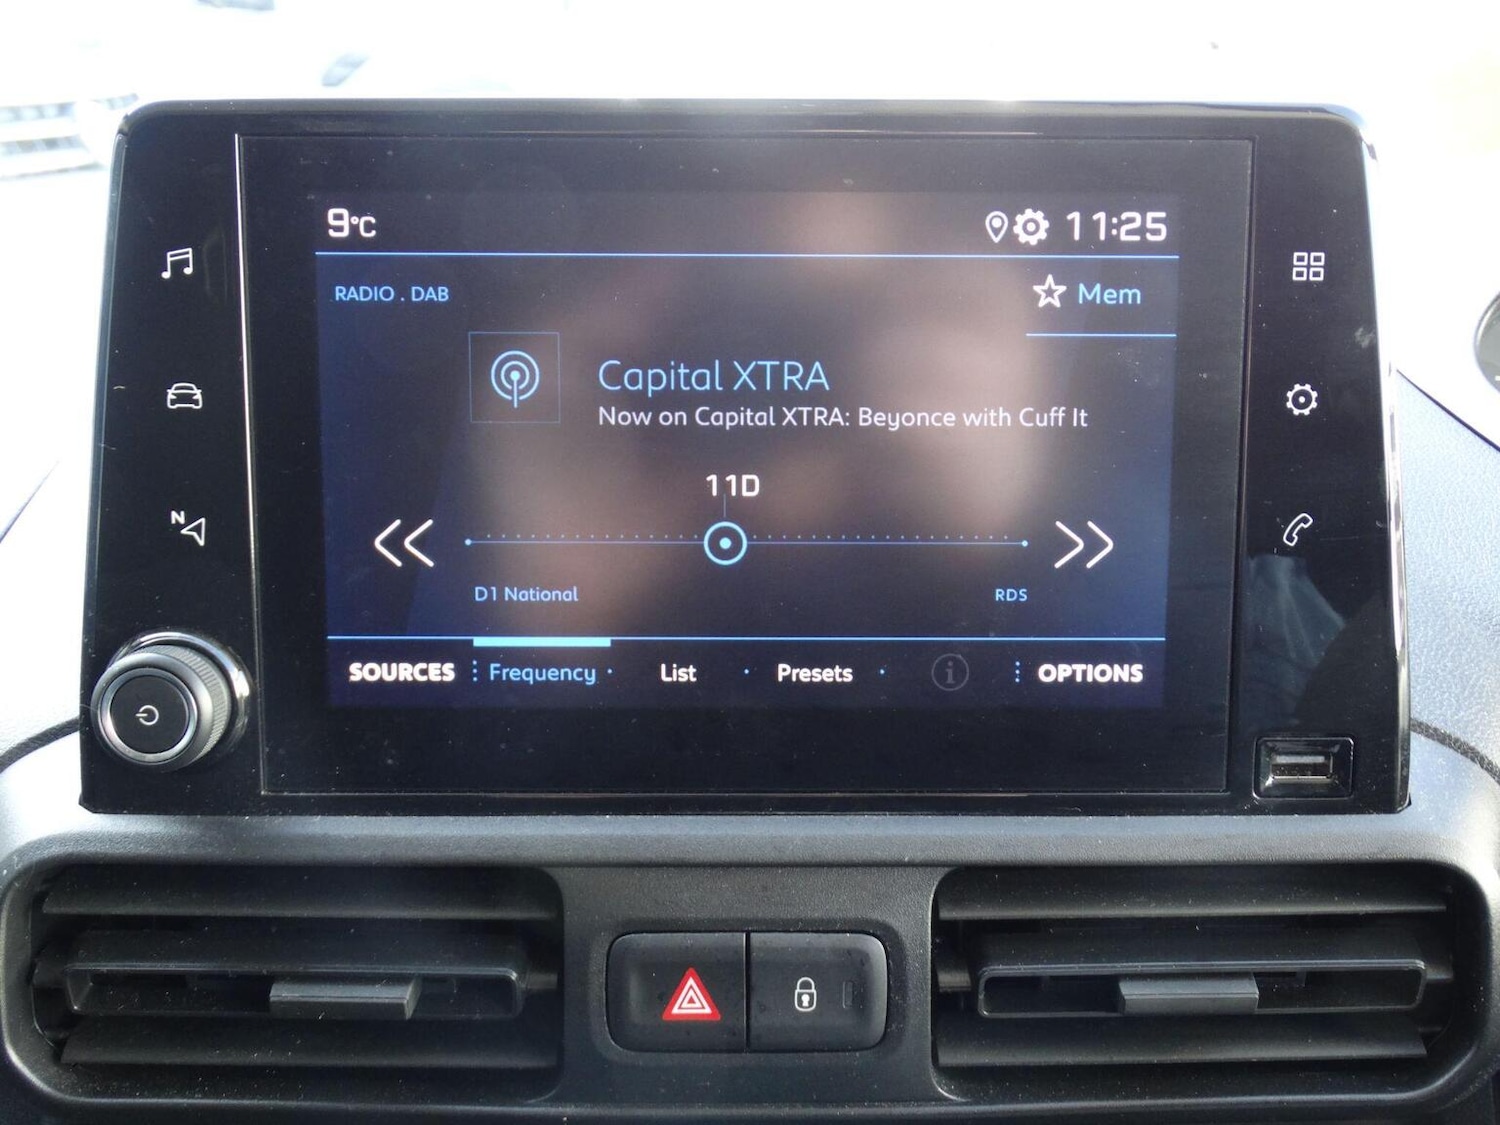 9°C
11:25
RADIO . DAB
Mem
Capital XTRA
Now on Capital XTRA: Beyonce with Cuff It
11D
D1 National
RDS
SOURCES
Frequency
List
Presets
OPTIONS
N